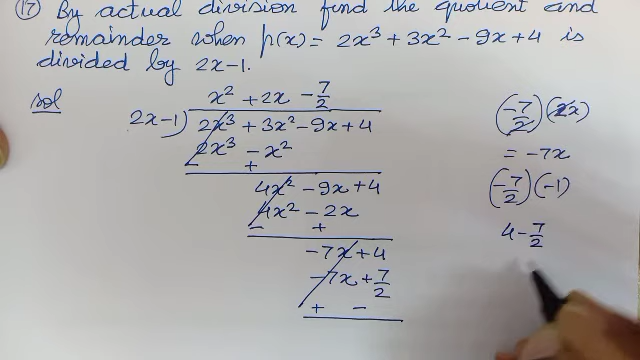 (17) By actual division find the quotient and
remainder when p(x) = 2x³ + 3x² - 9x + 4 is
divided by 2x-1.
Sol
x² + 2x - 7/2
2x-1) 2x³ + 3x² - 9x + 4
2x³ - x²
- +
4x² - 9x + 4
4x² - 2x
- +
-7x + 4
-7x + 7/2
+ -
(-7/2)(2x)
= -7x
(-7/2)(-1)
4 - 7/2